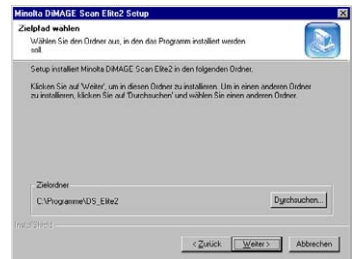 Minolta DiMAGE Scan Elite2 Setup
Zielpfad wählen
Wählen Sie den Ordner aus, in den das Programm installiert werden
soll.
Setup installiert Minolta DiMAGE Scan Elite2 in den folgenden Ordner.
Klicken Sie auf 'Weiter', um in diesen Ordner zu installieren. Um in einen anderen Ordner
zu installieren, klicken Sie auf 'Durchsuchen' und wählen Sie einen anderen Ordner.
Zielordner
C:\Programme\DS_Elite2
Durchsuchen...
InstallShield
< Zurück
Weiter >
Abbrechen